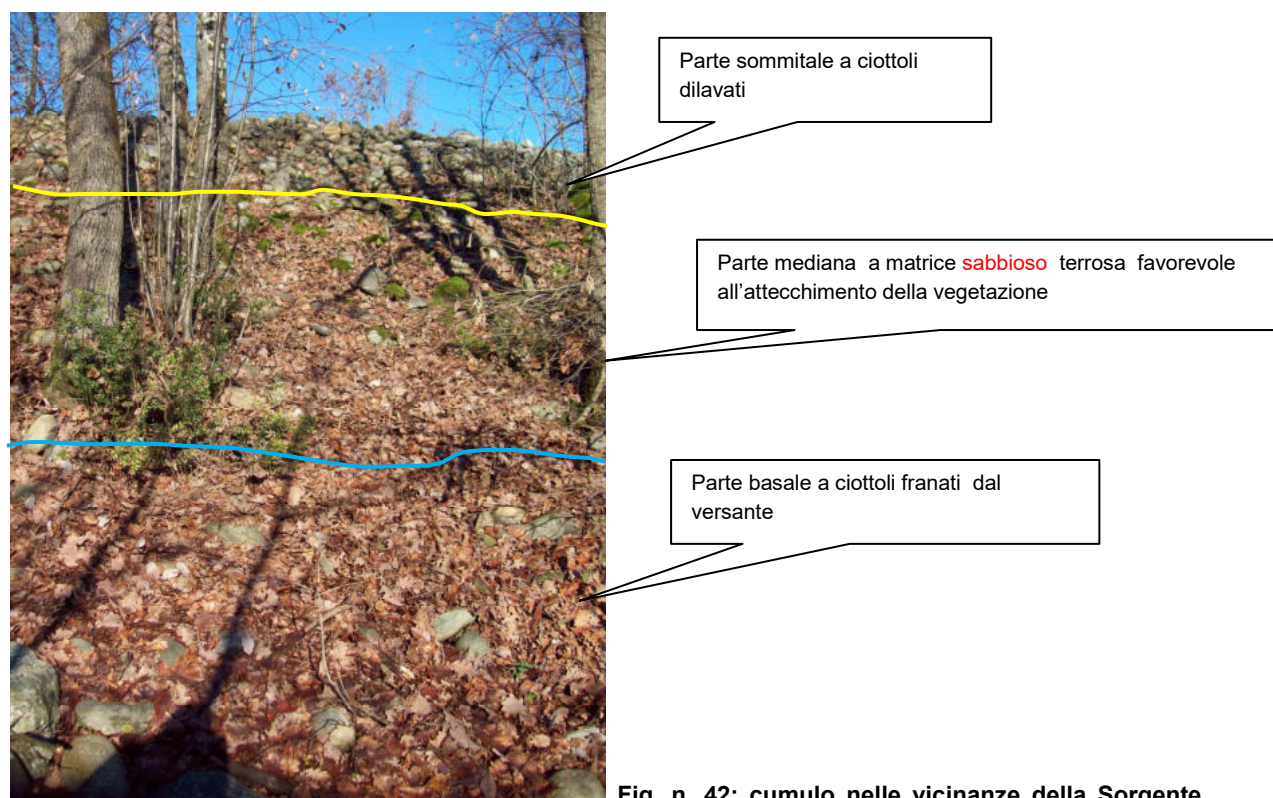 Parte sommitale a ciottoli
dilavati
Parte mediana a matrice sabbioso terrosa favorevole
all'attecchimento della vegetazione
Parte basale a ciottoli franati dal
versante
Fig. n. 42: cumulo nelle vicinanze della Sorgente